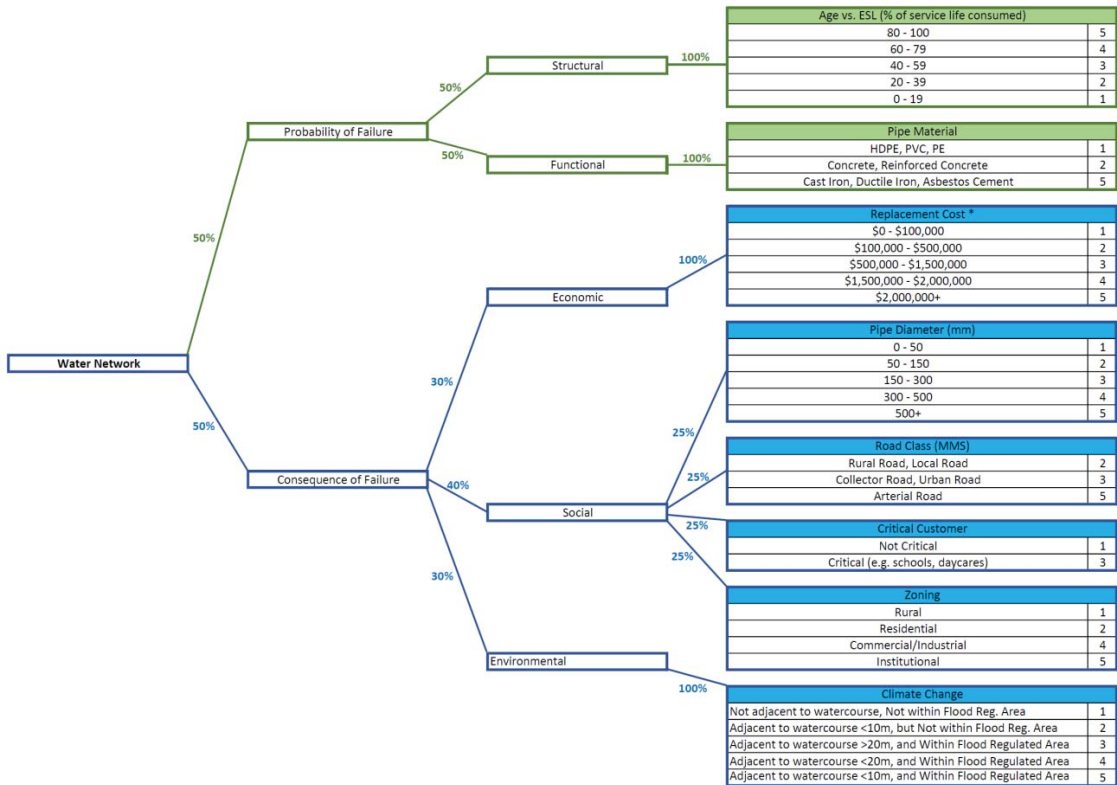 Age vs. ESL (% of service life consumed)
80 - 100 5
60 - 79 4
40 - 59 3
20 - 39 2
0 - 19 1
Structural
100%
50%
Probability of Failure
50%
Functional
100%
Pipe Material
HDPE, PVC, PE 1
Concrete, Reinforced Concrete 2
Cast Iron, Ductile Iron, Asbestos Cement 5
50%
Replacement Cost *
$0 - $100,000 1
$100,000 - $500,000 2
$500,000 - $1,500,000 3
$1,500,000 - $2,000,000 4
$2,000,000+ 5
100%
Economic
Water Network
30%
50%
Pipe Diameter (mm)
0 - 50 1
50 - 150 2
150 - 300 3
300 - 500 4
500+ 5
25%
Consequence of Failure
40%
Social
Road Class (MMS)
Rural Road, Local Road 2
Collector Road, Urban Road 3
Arterial Road 5
25%
Critical Customer
Not Critical 1
Critical (e.g. schools, daycares) 3
25%
25%
Zoning
Rural 1
Residential 2
Commercial/Industrial 4
Institutional 5
30%
Environmental
100%
Climate Change
Not adjacent to watercourse, Not within Flood Reg. Area 1
Adjacent to watercourse <10m, but Not within Flood Reg. Area 2
Adjacent to watercourse >20m, and Within Flood Regulated Area 3
Adjacent to watercourse <20m, and Within Flood Regulated Area 4
Adjacent to watercourse <10m, and Within Flood Regulated Area 5